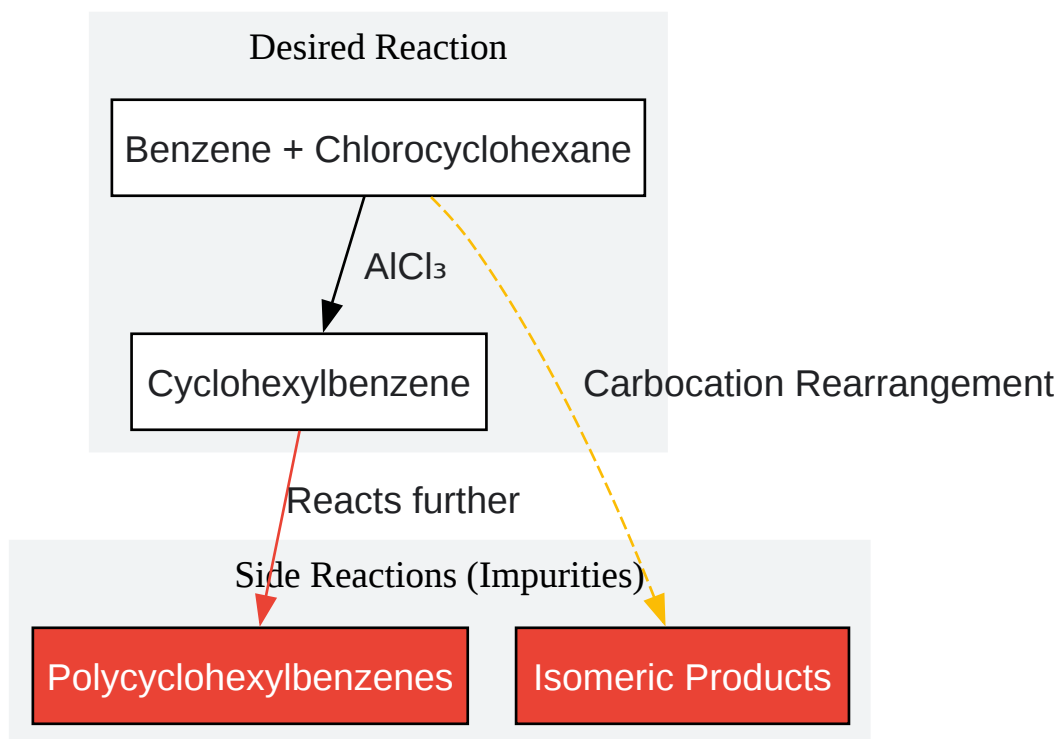 Desired Reaction
Benzene + Chlorocyclohexane
AlCl₃
Cyclohexylbenzene
Carbocation Rearrangement
Reacts further
Side Reactions (Impurities)
Polycyclohexylbenzenes
Isomeric Products